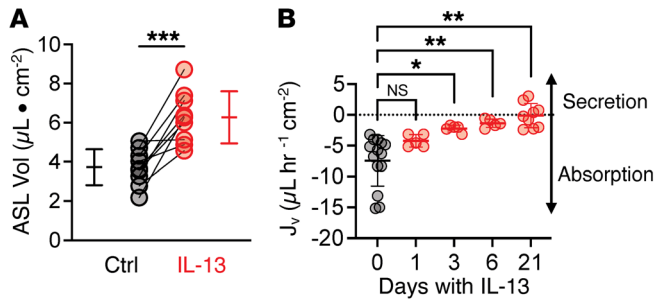 A
***
ASL Vol (µL • cm-2)
10
8
6
4
2
0
Ctrl
IL-13
B
**
**
*
NS
Jv (µL hr -1 cm-2)
5
0
-5
-10
-15
-20
0
1
3
6
21
Days with IL-13
Secretion
Absorption